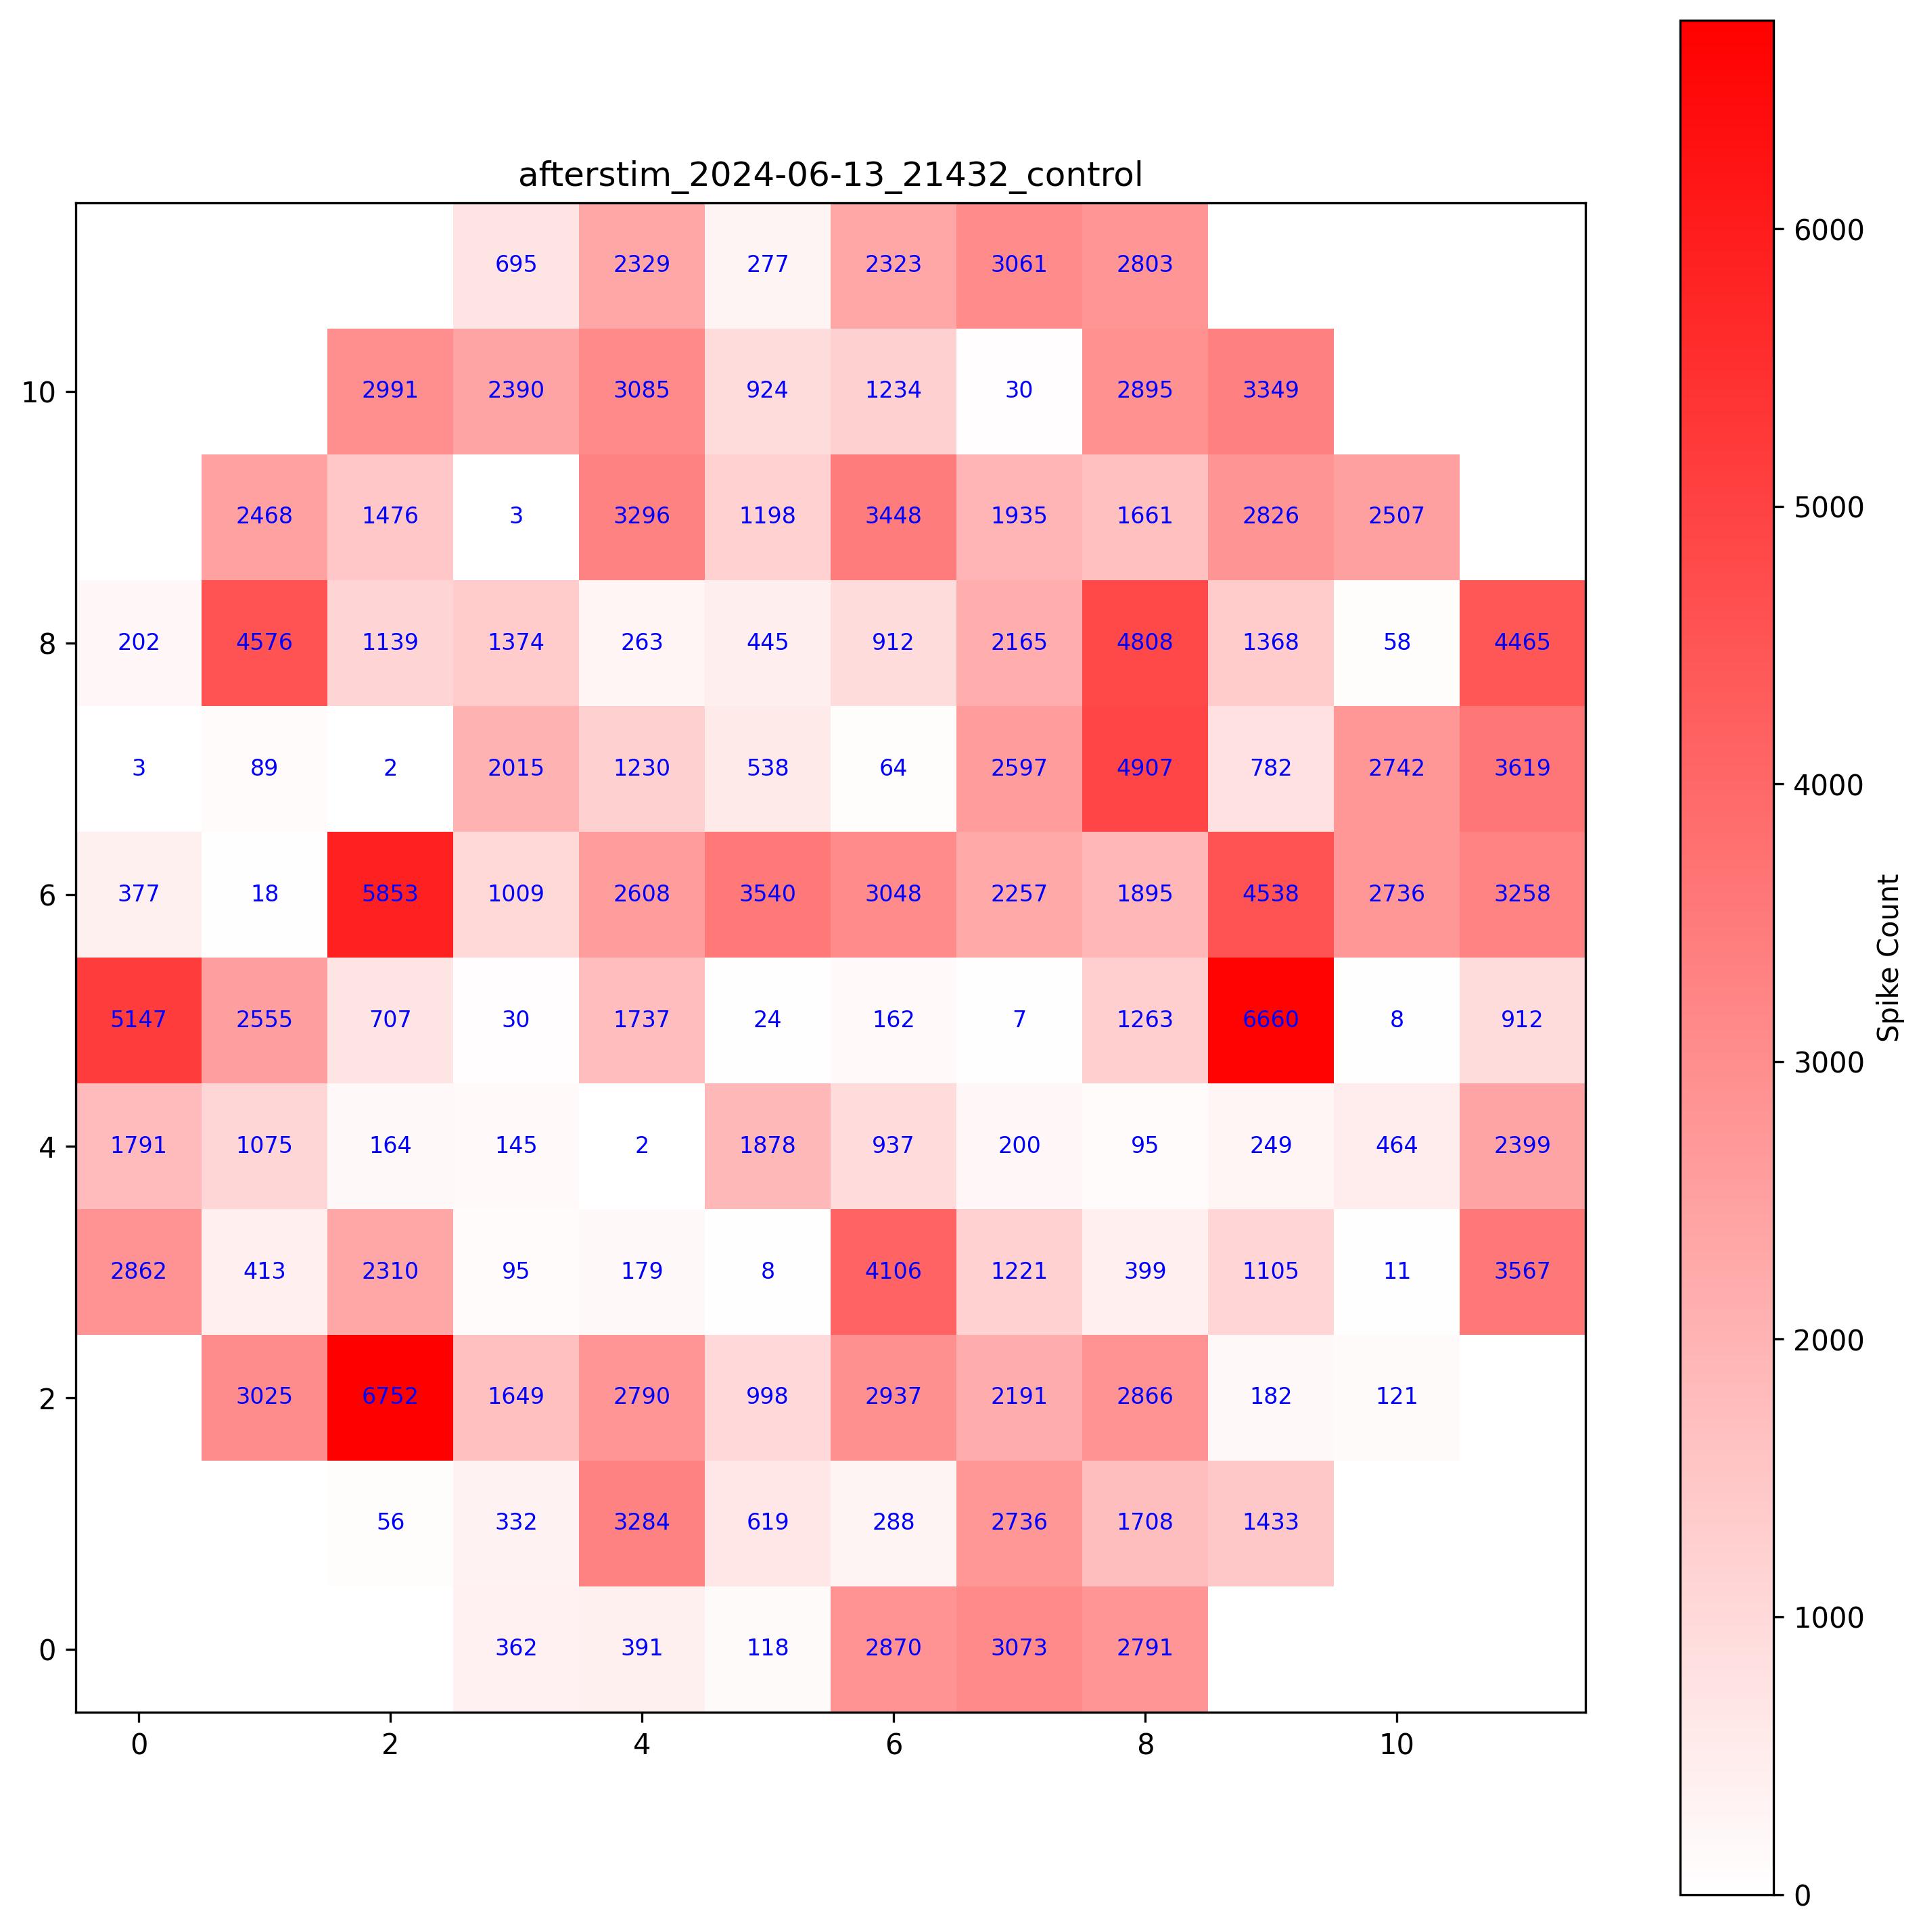 afterstim_2024-06-13_21432_control
695 2329 277 2323 3061 2803
10 2991 2390 3085 924 1234 30 2895 3349
2468 1476 3 3296 1198 3448 1935 1661 2826 2507
8 202 4576 1139 1374 263 445 912 2165 4808 1368 58 4465
3 89 2 2015 1230 538 64 2597 4907 782 2742 3619
6 377 18 5853 1009 2608 3540 3048 2257 1895 4538 2736 3258
5147 2555 707 30 1737 24 162 7 1263 6660 8 912
4 1791 1075 164 145 2 1878 937 200 95 249 464 2399
2862 413 2310 95 179 8 4106 1221 399 1105 11 3567
2 3025 6752 1649 2790 998 2937 2191 2866 182 121
56 332 3284 619 288 2736 1708 1433
0 362 391 118 2870 3073 2791
0 2 4 6 8 10
6000
5000
4000
3000
2000
1000
0
Spike Count